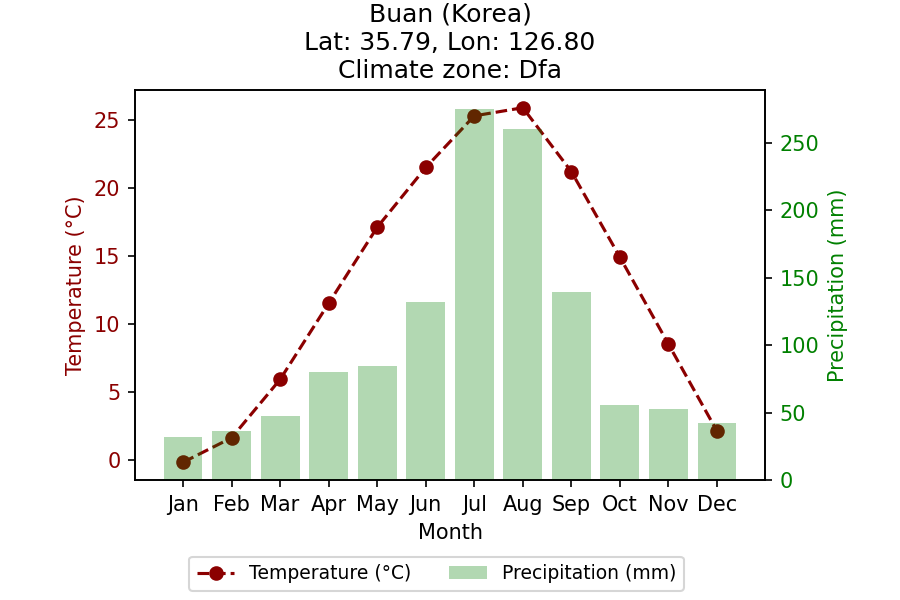 Buan (Korea)
Lat: 35.79, Lon: 126.80
Climate zone: Dfa
25
20
15
10
5
0
Temperature (°C)
250
200
150
100
50
0
Precipitation (mm)
Jan Feb Mar Apr May Jun Jul Aug Sep Oct Nov Dec
Month
Temperature (°C) Precipitation (mm)